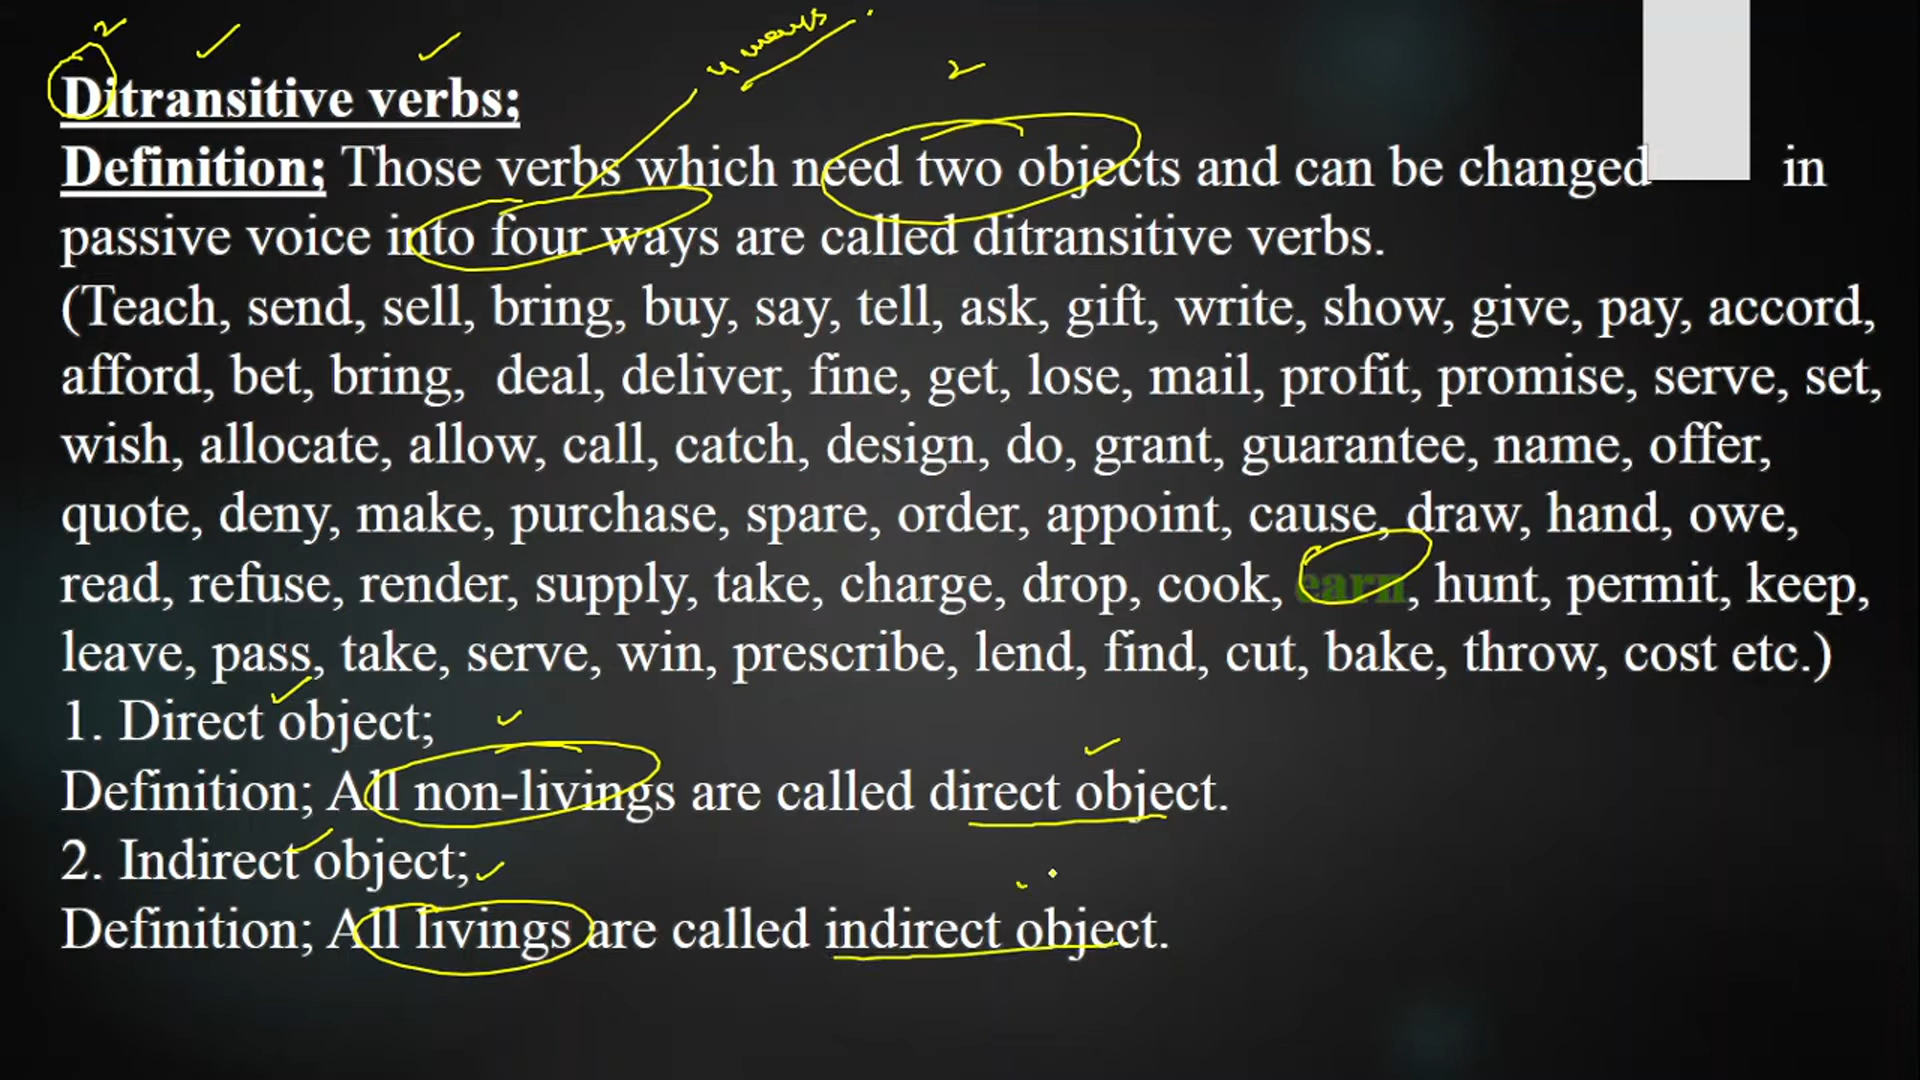 2
4 ways
2
Ditransitive verbs;
Definition; Those verbs which need two objects and can be changed in
passive voice into four ways are called ditransitive verbs.
(Teach, send, sell, bring, buy, say, tell, ask, gift, write, show, give, pay, accord,
afford, bet, bring, deal, deliver, fine, get, lose, mail, profit, promise, serve, set,
wish, allocate, allow, call, catch, design, do, grant, guarantee, name, offer,
quote, deny, make, purchase, spare, order, appoint, cause, draw, hand, owe,
read, refuse, render, supply, take, charge, drop, cook, earn, hunt, permit, keep,
leave, pass, take, serve, win, prescribe, lend, find, cut, bake, throw, cost etc.)
1. Direct object;
Definition; All non-livings are called direct object.
2. Indirect object;
Definition; All livings are called indirect object.